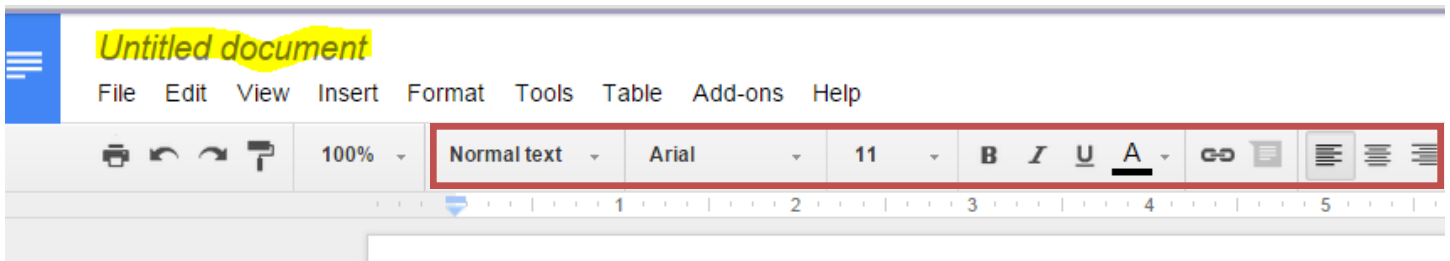 Untitled document
File Edit View Insert Format Tools Table Add-ons Help
100% Normal text Arial 11 B I U A
1 2 3 4 5